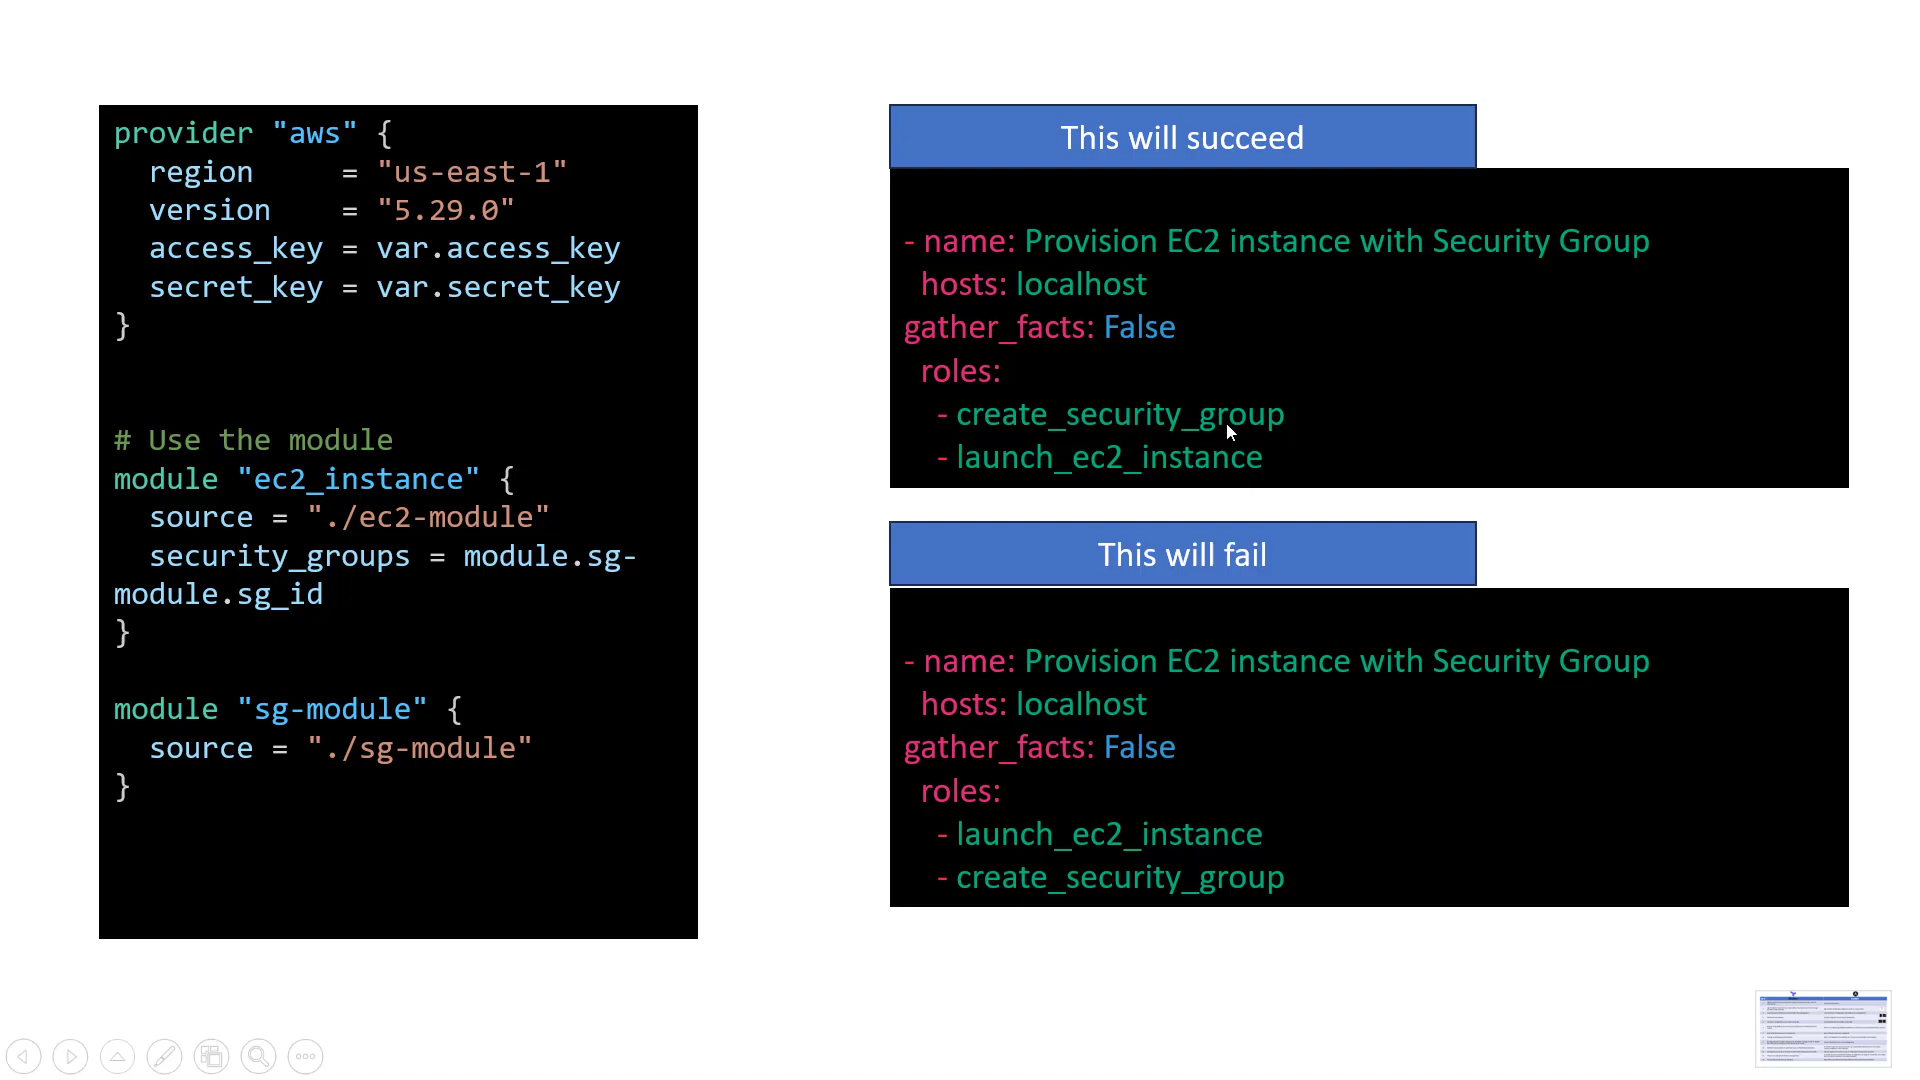 provider "aws" {
  region     = "us-east-1"
  version    = "5.29.0"
  access_key = var.access_key
  secret_key = var.secret_key
}
# Use the module
module "ec2_instance" {
  source = "./ec2-module"
  security_groups = module.sg-
module.sg_id
}
module "sg-module" {
  source = "./sg-module"
}
This will succeed
- name: Provision EC2 instance with Security Group
  hosts: localhost
gather_facts: False
  roles:
    - create_security_group
    - launch_ec2_instance
This will fail
- name: Provision EC2 instance with Security Group
  hosts: localhost
gather_facts: False
  roles:
    - launch_ec2_instance
    - create_security_group